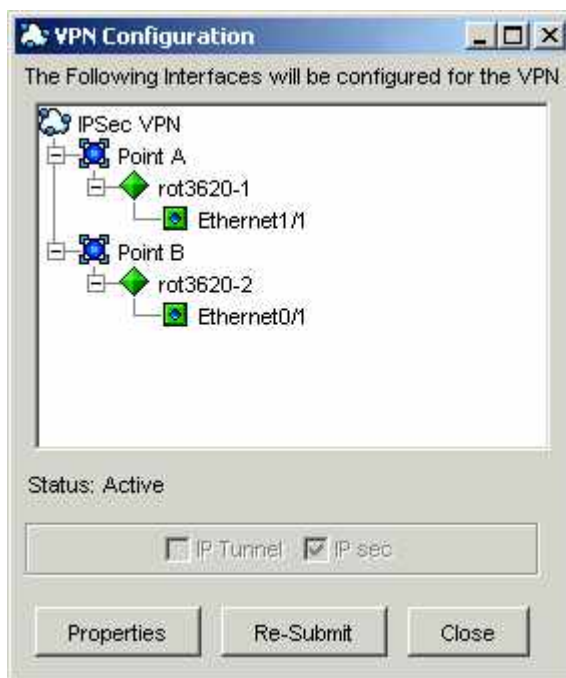 VPN Configuration
The Following Interfaces will be configured for the VPN
IPSec VPN
Point A
rot3620-1
Ethernet1/1
Point B
rot3620-2
Ethernet0/1
Status: Active
IP Tunnel IP sec
Properties Re-Submit Close